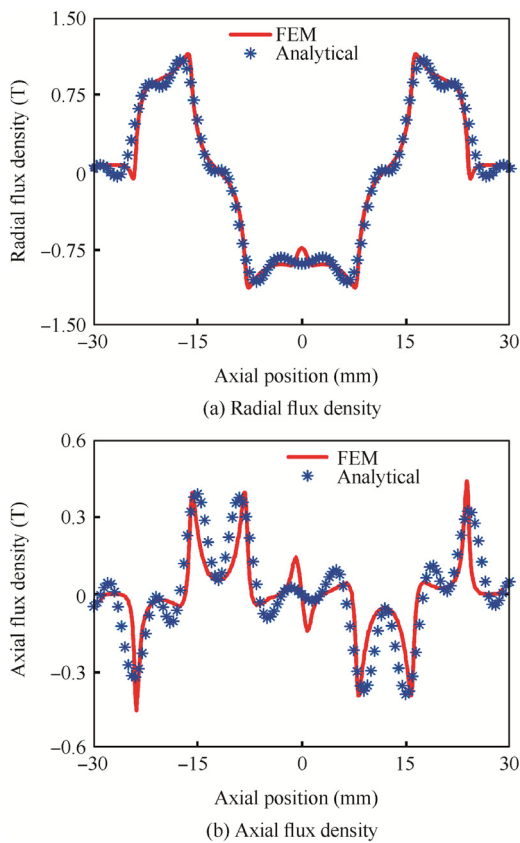 1.50
FEM
Analytical
0.75
Radial flux density (T)
0
−0.75
−1.50
−30
−15
0
15
30
Axial position (mm)
(a) Radial flux density
0.6
FEM
Analytical
0.3
Axial flux density (T)
0
−0.3
−0.6
−30
−15
0
15
30
Axial position (mm)
(b) Axial flux density